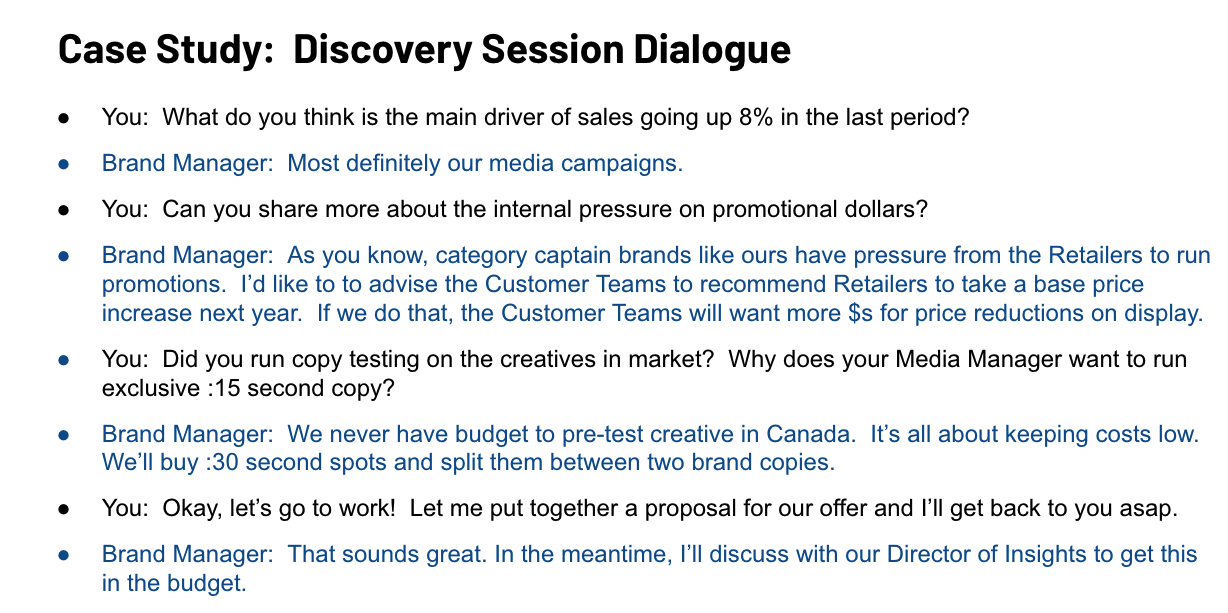 Case Study:  Discovery Session Dialogue
● You:  What do you think is the main driver of sales going up 8% in the last period?
● Brand Manager:  Most definitely our media campaigns.
● You:  Can you share more about the internal pressure on promotional dollars?
● Brand Manager:  As you know, category captain brands like ours have pressure from the Retailers to run
promotions.  I'd like to to advise the Customer Teams to recommend Retailers to take a base price
increase next year.  If we do that, the Customer Teams will want more $s for price reductions on display.
● You:  Did you run copy testing on the creatives in market?  Why does your Media Manager want to run
exclusive :15 second copy?
● Brand Manager:  We never have budget to pre-test creative in Canada.  It's all about keeping costs low.
We'll buy :30 second spots and split them between two brand copies.
● You:  Okay, let's go to work!  Let me put together a proposal for our offer and I'll get back to you asap.
● Brand Manager:  That sounds great. In the meantime, I'll discuss with our Director of Insights to get this
in the budget.